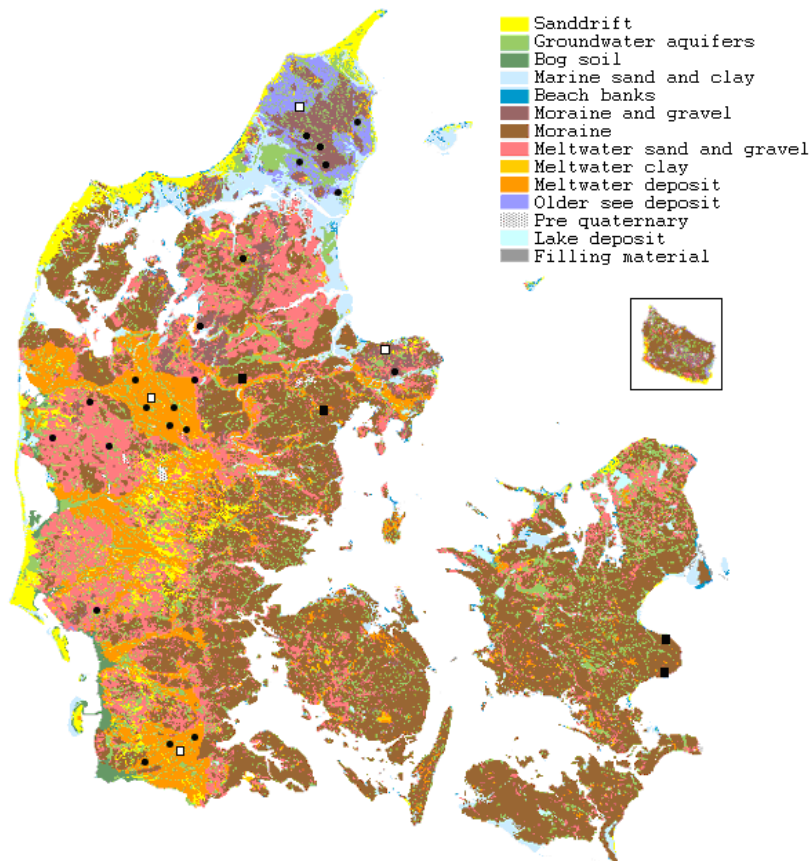 Sanddrift
Groundwater aquifers
Bog soil
Marine sand and clay
Beach banks
Moraine and gravel
Moraine
Meltwater sand and gravel
Meltwater clay
Meltwater deposit
Older see deposit
Pre quaternary
Lake deposit
Filling material